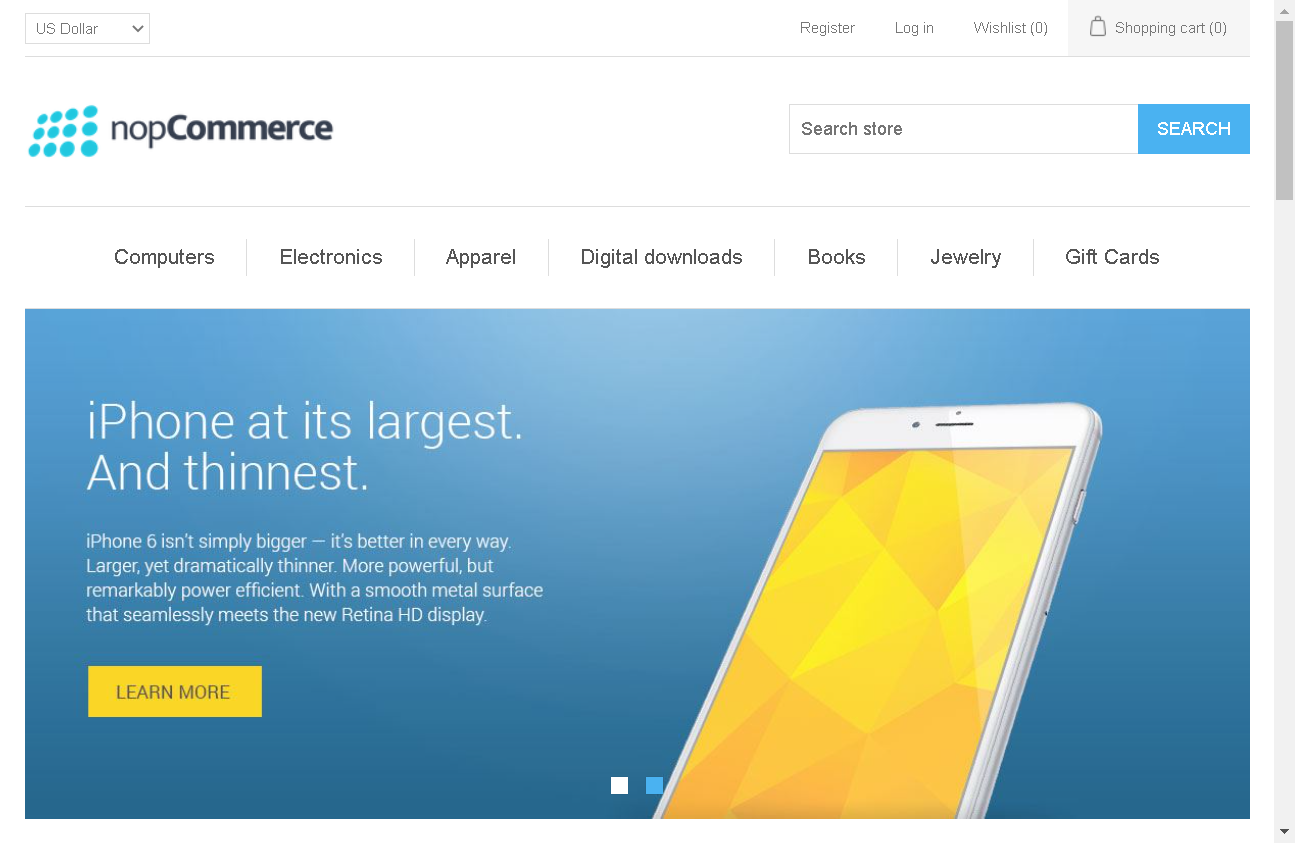 US Dollar
Register
Log in
Wishlist (0)
Shopping cart (0)
nopCommerce
Search store
SEARCH
Computers
Electronics
Apparel
Digital downloads
Books
Jewelry
Gift Cards
iPhone at its largest.
And thinnest.
iPhone 6 isn't simply bigger — it's better in every way.
Larger, yet dramatically thinner. More powerful, but
remarkably power efficient. With a smooth metal surface
that seamlessly meets the new Retina HD display.
LEARN MORE